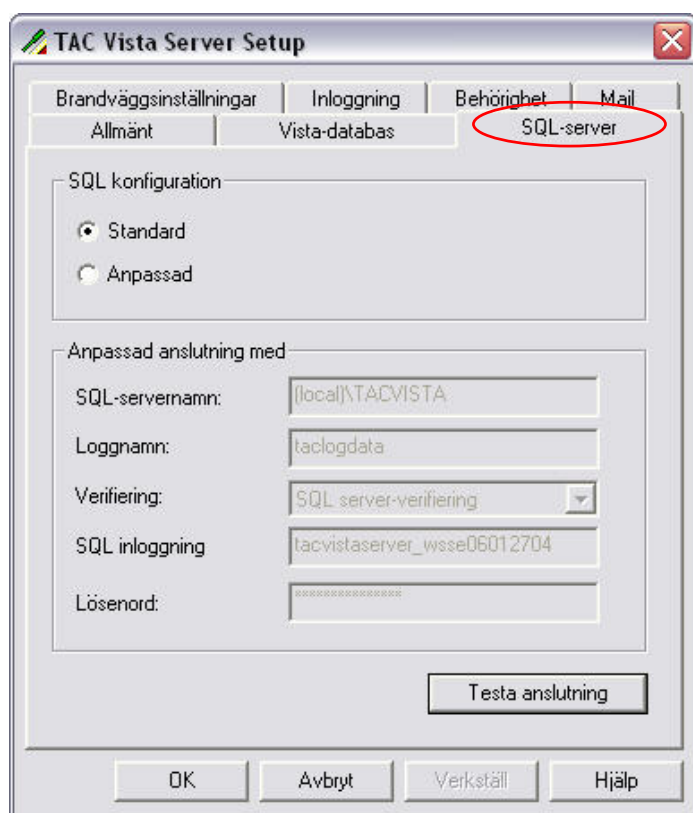 TAC Vista Server Setup
Brandväggsinställningar Inloggning Behörighet Mail
Allmänt Vista-databas SQL-server
SQL konfiguration
Standard
Anpassad
Anpassad anslutning med
SQL-servernamn: (local)\TACVISTA
Loggnamn: taclogdata
Verifiering: SQL server-verifiering
SQL inloggning tacvistaserver_wsse06012704
Lösenord: ***************
Testa anslutning
OK Avbryt Verkställ Hjälp